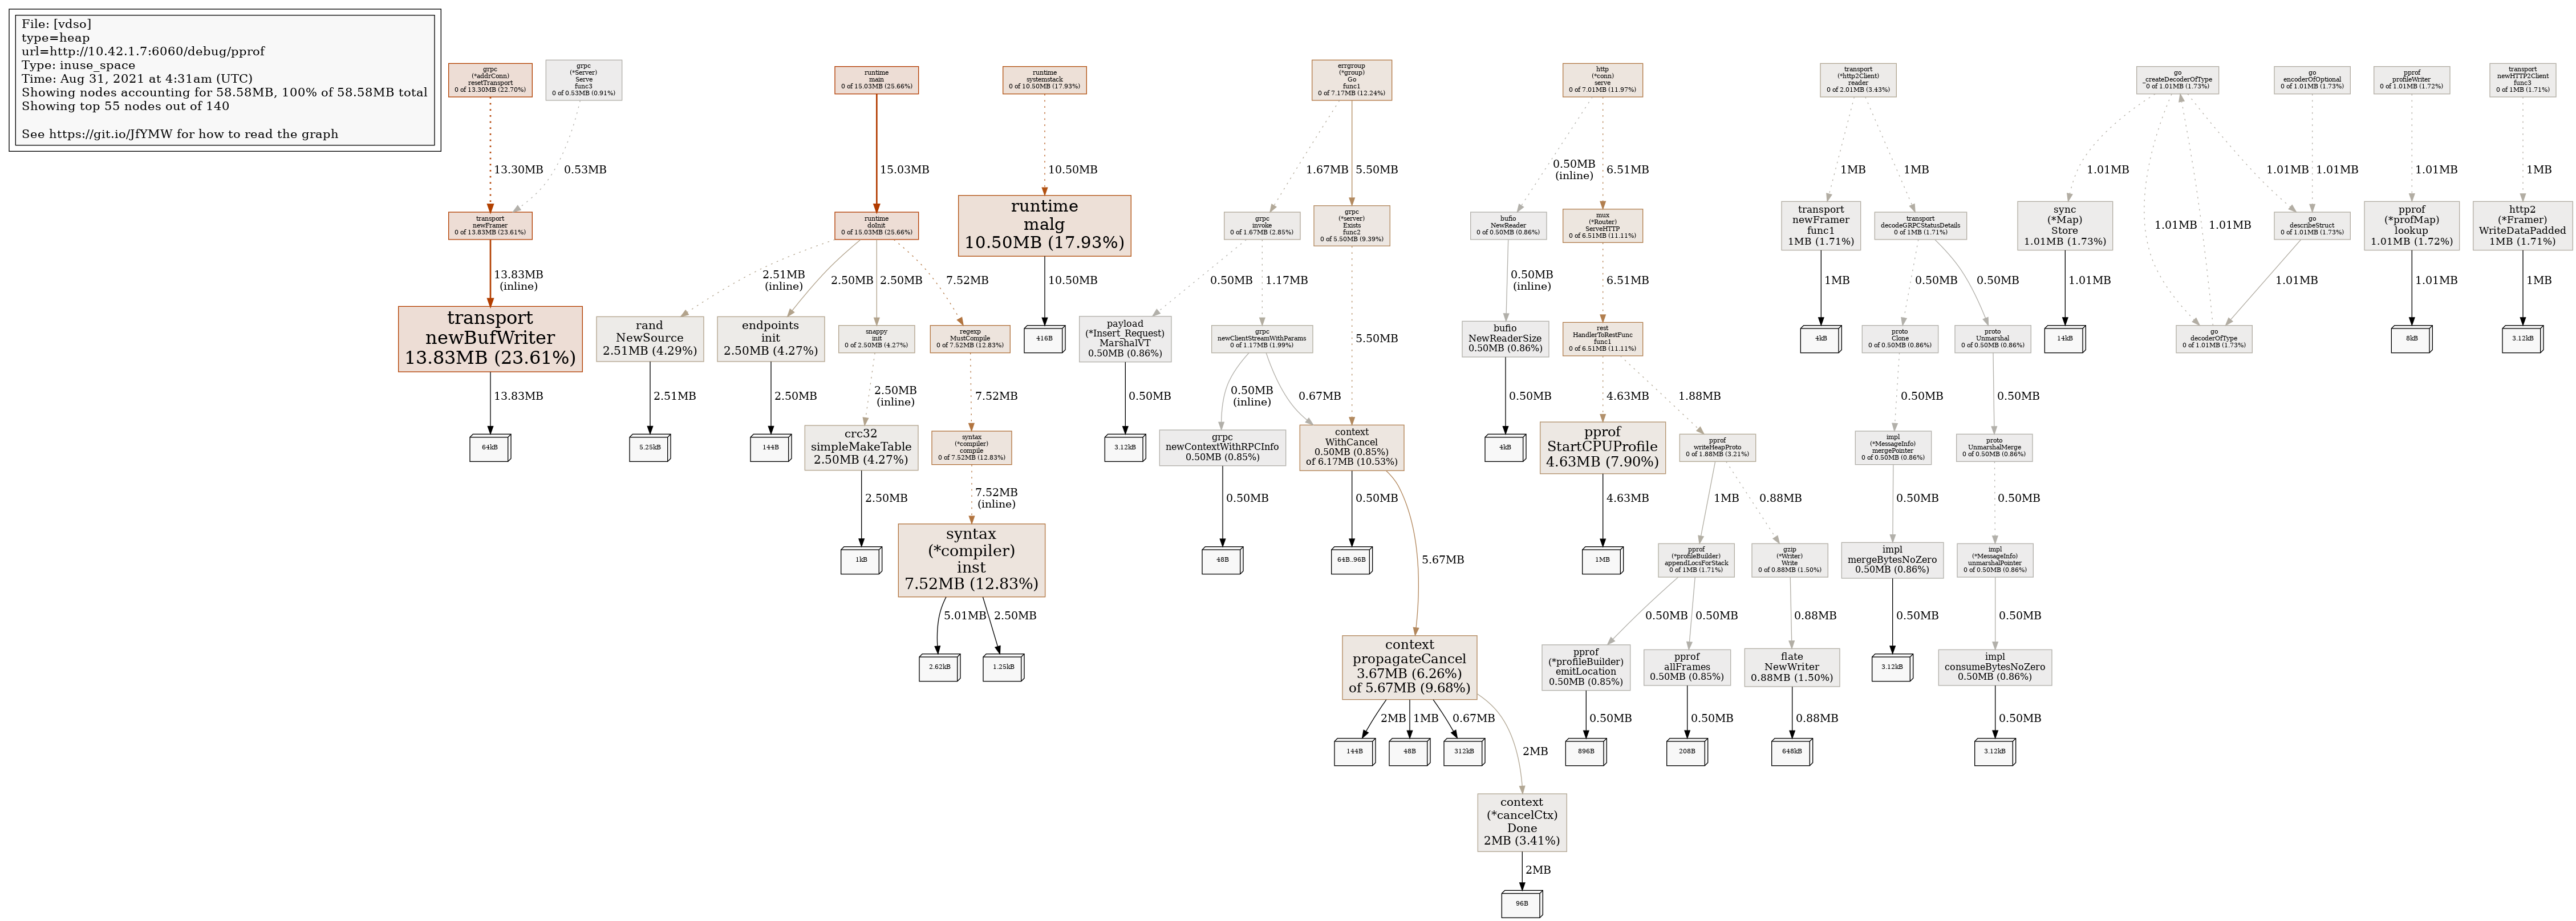 File: [vdso]
type=heap
url=http://10.42.1.7:6060/debug/pprof
Type: inuse_space
Time: Aug 31, 2021 at 4:31am (UTC)
Showing nodes accounting for 58.58MB, 100% of 58.58MB total
Showing top 55 nodes out of 140
See https://git.io/JfYMW for how to read the graph
grpc
(*addrConn)
resetTransport
0 of 13.30MB (22.70%)
grpc
(*Server)
Serve
func3
0 of 0.53MB (0.91%)
runtime
main
0 of 15.03MB (25.66%)
runtime
systemstack
0 of 10.50MB (17.93%)
errgroup
(*group)
Go
func1
0 of 7.17MB (12.24%)
http
(*conn)
serve
0 of 7.01MB (11.97%)
transport
(*http2Client)
reader
0 of 2.01MB (3.43%)
go
_createDecoderOfType
0 of 1.01MB (1.73%)
go
encoderOfOptional
0 of 1.01MB (1.73%)
pprof
profileWriter
0 of 1.01MB (1.72%)
transport
newHTTP2Client
func3
0 of 1MB (1.71%)
13.30MB
0.53MB
15.03MB
10.50MB
1.67MB
5.50MB
0.50MB
(inline)
6.51MB
1MB
1MB
1.01MB
1.01MB
1.01MB
1.01MB
1MB
transport
newFramer
0 of 13.83MB (23.61%)
runtime
doInit
0 of 15.03MB (25.66%)
runtime
malg
10.50MB (17.93%)
grpc
invoke
0 of 1.67MB (2.85%)
grpc
(*server)
Exists
func2
0 of 5.50MB (9.39%)
bufio
NewReader
0 of 0.50MB (0.86%)
mux
(*Router)
ServeHTTP
0 of 6.51MB (11.11%)
transport
newFramer
func1
1MB (1.71%)
transport
decodeGRPCStatusDetails
0 of 1MB (1.71%)
sync
(*Map)
Store
1.01MB (1.73%)
1.01MB
1.01MB
go
describeStruct
0 of 1.01MB (1.73%)
pprof
(*profMap)
lookup
1.01MB (1.72%)
http2
(*Framer)
WriteDataPadded
1MB (1.71%)
13.83MB
(inline)
2.51MB
(inline)
2.50MB
2.50MB
7.52MB
10.50MB
0.50MB
1.17MB
5.50MB
0.50MB
(inline)
6.51MB
1MB
0.50MB
0.50MB
1.01MB
1.01MB
1.01MB
1MB
transport
newBufWriter
13.83MB (23.61%)
rand
NewSource
2.51MB (4.29%)
endpoints
init
2.50MB (4.27%)
snappy
init
0 of 2.50MB (4.27%)
regexp
MustCompile
0 of 7.52MB (12.83%)
416B
payload
(*Insert_Request)
MarshalVT
0.50MB (0.86%)
grpc
newClientStreamWithParams
0 of 1.17MB (1.99%)
bufio
NewReaderSize
0.50MB (0.86%)
rest
HandlerToRestFunc
func1
0 of 6.51MB (11.11%)
4kB
proto
Clone
0 of 0.50MB (0.86%)
proto
Unmarshal
0 of 0.50MB (0.86%)
14kB
go
decoderOfType
0 of 1.01MB (1.73%)
8kB
3.12kB
13.83MB
2.51MB
2.50MB
2.50MB
(inline)
7.52MB
0.50MB
0.50MB
(inline)
0.67MB
0.50MB
4.63MB
1.88MB
0.50MB
0.50MB
64kB
5.25kB
144B
crc32
simpleMakeTable
2.50MB (4.27%)
syntax
(*compiler)
compile
0 of 7.52MB (12.83%)
3.12kB
grpc
newContextWithRPCInfo
0.50MB (0.85%)
context
WithCancel
0.50MB (0.85%)
of 6.17MB (10.53%)
4kB
pprof
StartCPUProfile
4.63MB (7.90%)
pprof
writeHeapProto
0 of 1.88MB (3.21%)
impl
(*MessageInfo)
mergePointer
0 of 0.50MB (0.86%)
proto
UnmarshalMerge
0 of 0.50MB (0.86%)
2.50MB
7.52MB
(inline)
0.50MB
0.50MB
4.63MB
1MB
0.88MB
0.50MB
0.50MB
1kB
syntax
(*compiler)
inst
7.52MB (12.83%)
48B
64B..96B
5.67MB
1MB
pprof
(*profileBuilder)
appendLocsForStack
0 of 1MB (1.71%)
gzip
(*Writer)
Write
0 of 0.88MB (1.50%)
impl
mergeBytesNoZero
0.50MB (0.86%)
impl
(*MessageInfo)
unmarshalPointer
0 of 0.50MB (0.86%)
5.01MB
2.50MB
0.50MB
0.50MB
0.88MB
0.50MB
0.50MB
2.62kB
1.25kB
context
propagateCancel
3.67MB (6.26%)
of 5.67MB (9.68%)
pprof
(*profileBuilder)
emitLocation
0.50MB (0.85%)
pprof
allFrames
0.50MB (0.85%)
flate
NewWriter
0.88MB (1.50%)
3.12kB
impl
consumeBytesNoZero
0.50MB (0.86%)
2MB
1MB
0.67MB
2MB
0.50MB
0.50MB
0.88MB
0.50MB
144B
48B
312kB
896B
208B
648kB
3.12kB
context
(*cancelCtx)
Done
2MB (3.41%)
2MB
96B